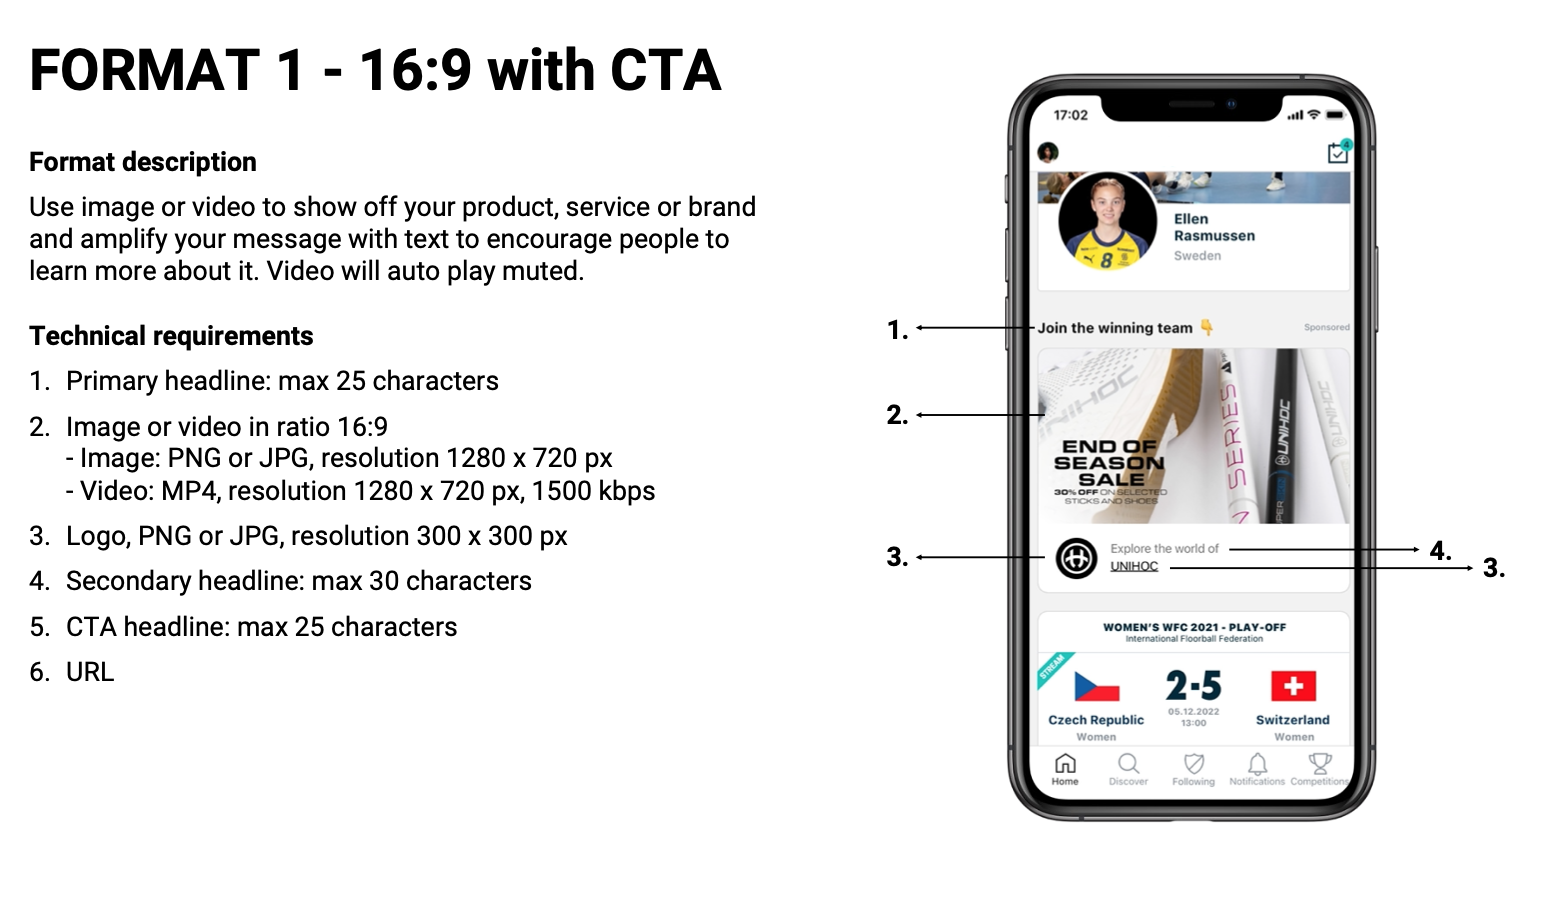 FORMAT 1 - 16:9 with CTA
Format description
Use image or video to show off your product, service or brand
and amplify your message with text to encourage people to
learn more about it. Video will auto play muted.
Technical requirements
1. Primary headline: max 25 characters
2. Image or video in ratio 16:9
- Image: PNG or JPG, resolution 1280 x 720 px
- Video: MP4, resolution 1280 x 720 px, 1500 kbps
3. Logo, PNG or JPG, resolution 300 x 300 px
4. Secondary headline: max 30 characters
5. CTA headline: max 25 characters
6. URL
17:02
4
Ellen
Rasmussen
Sweden
8
1.
Join the winning team 👇
Sponsored
2.
UNIHOC
SERIES
UNIHOC
UNIHOC
END OF
SEASON
SALE
30% OFF ON SELECTED
STICKS AND SHOES
3.
Explore the world of
4.
UNIHOC
3.
WOMEN'S WFC 2021 - PLAY-OFF
International Floorball Federation
STREAM
2-5
05.12.2022
13:00
Czech Republic
Switzerland
Women
Women
Home
Discover
Following
Notifications
Competitions